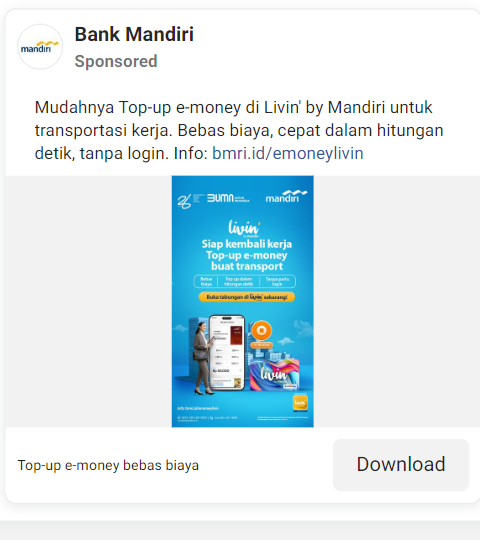 Bank Mandiri
mandiri
Sponsored
Mudahnya Top-up e-money di Livin' by Mandiri untuk
transportasi kerja. Bebas biaya, cepat dalam hitungan
detik, tanpa login. Info: bmri.id/emoneylivin
BUMN
mandiri
livin'
Siap kembali kerja
Top-up e-money
buat transport
Bebas
biaya
Top up dalam
hitungan detik
Tanpa perlu
login
Buka tabungan di livin' sekarang!
livin'
Top-up e-money bebas biaya
Download